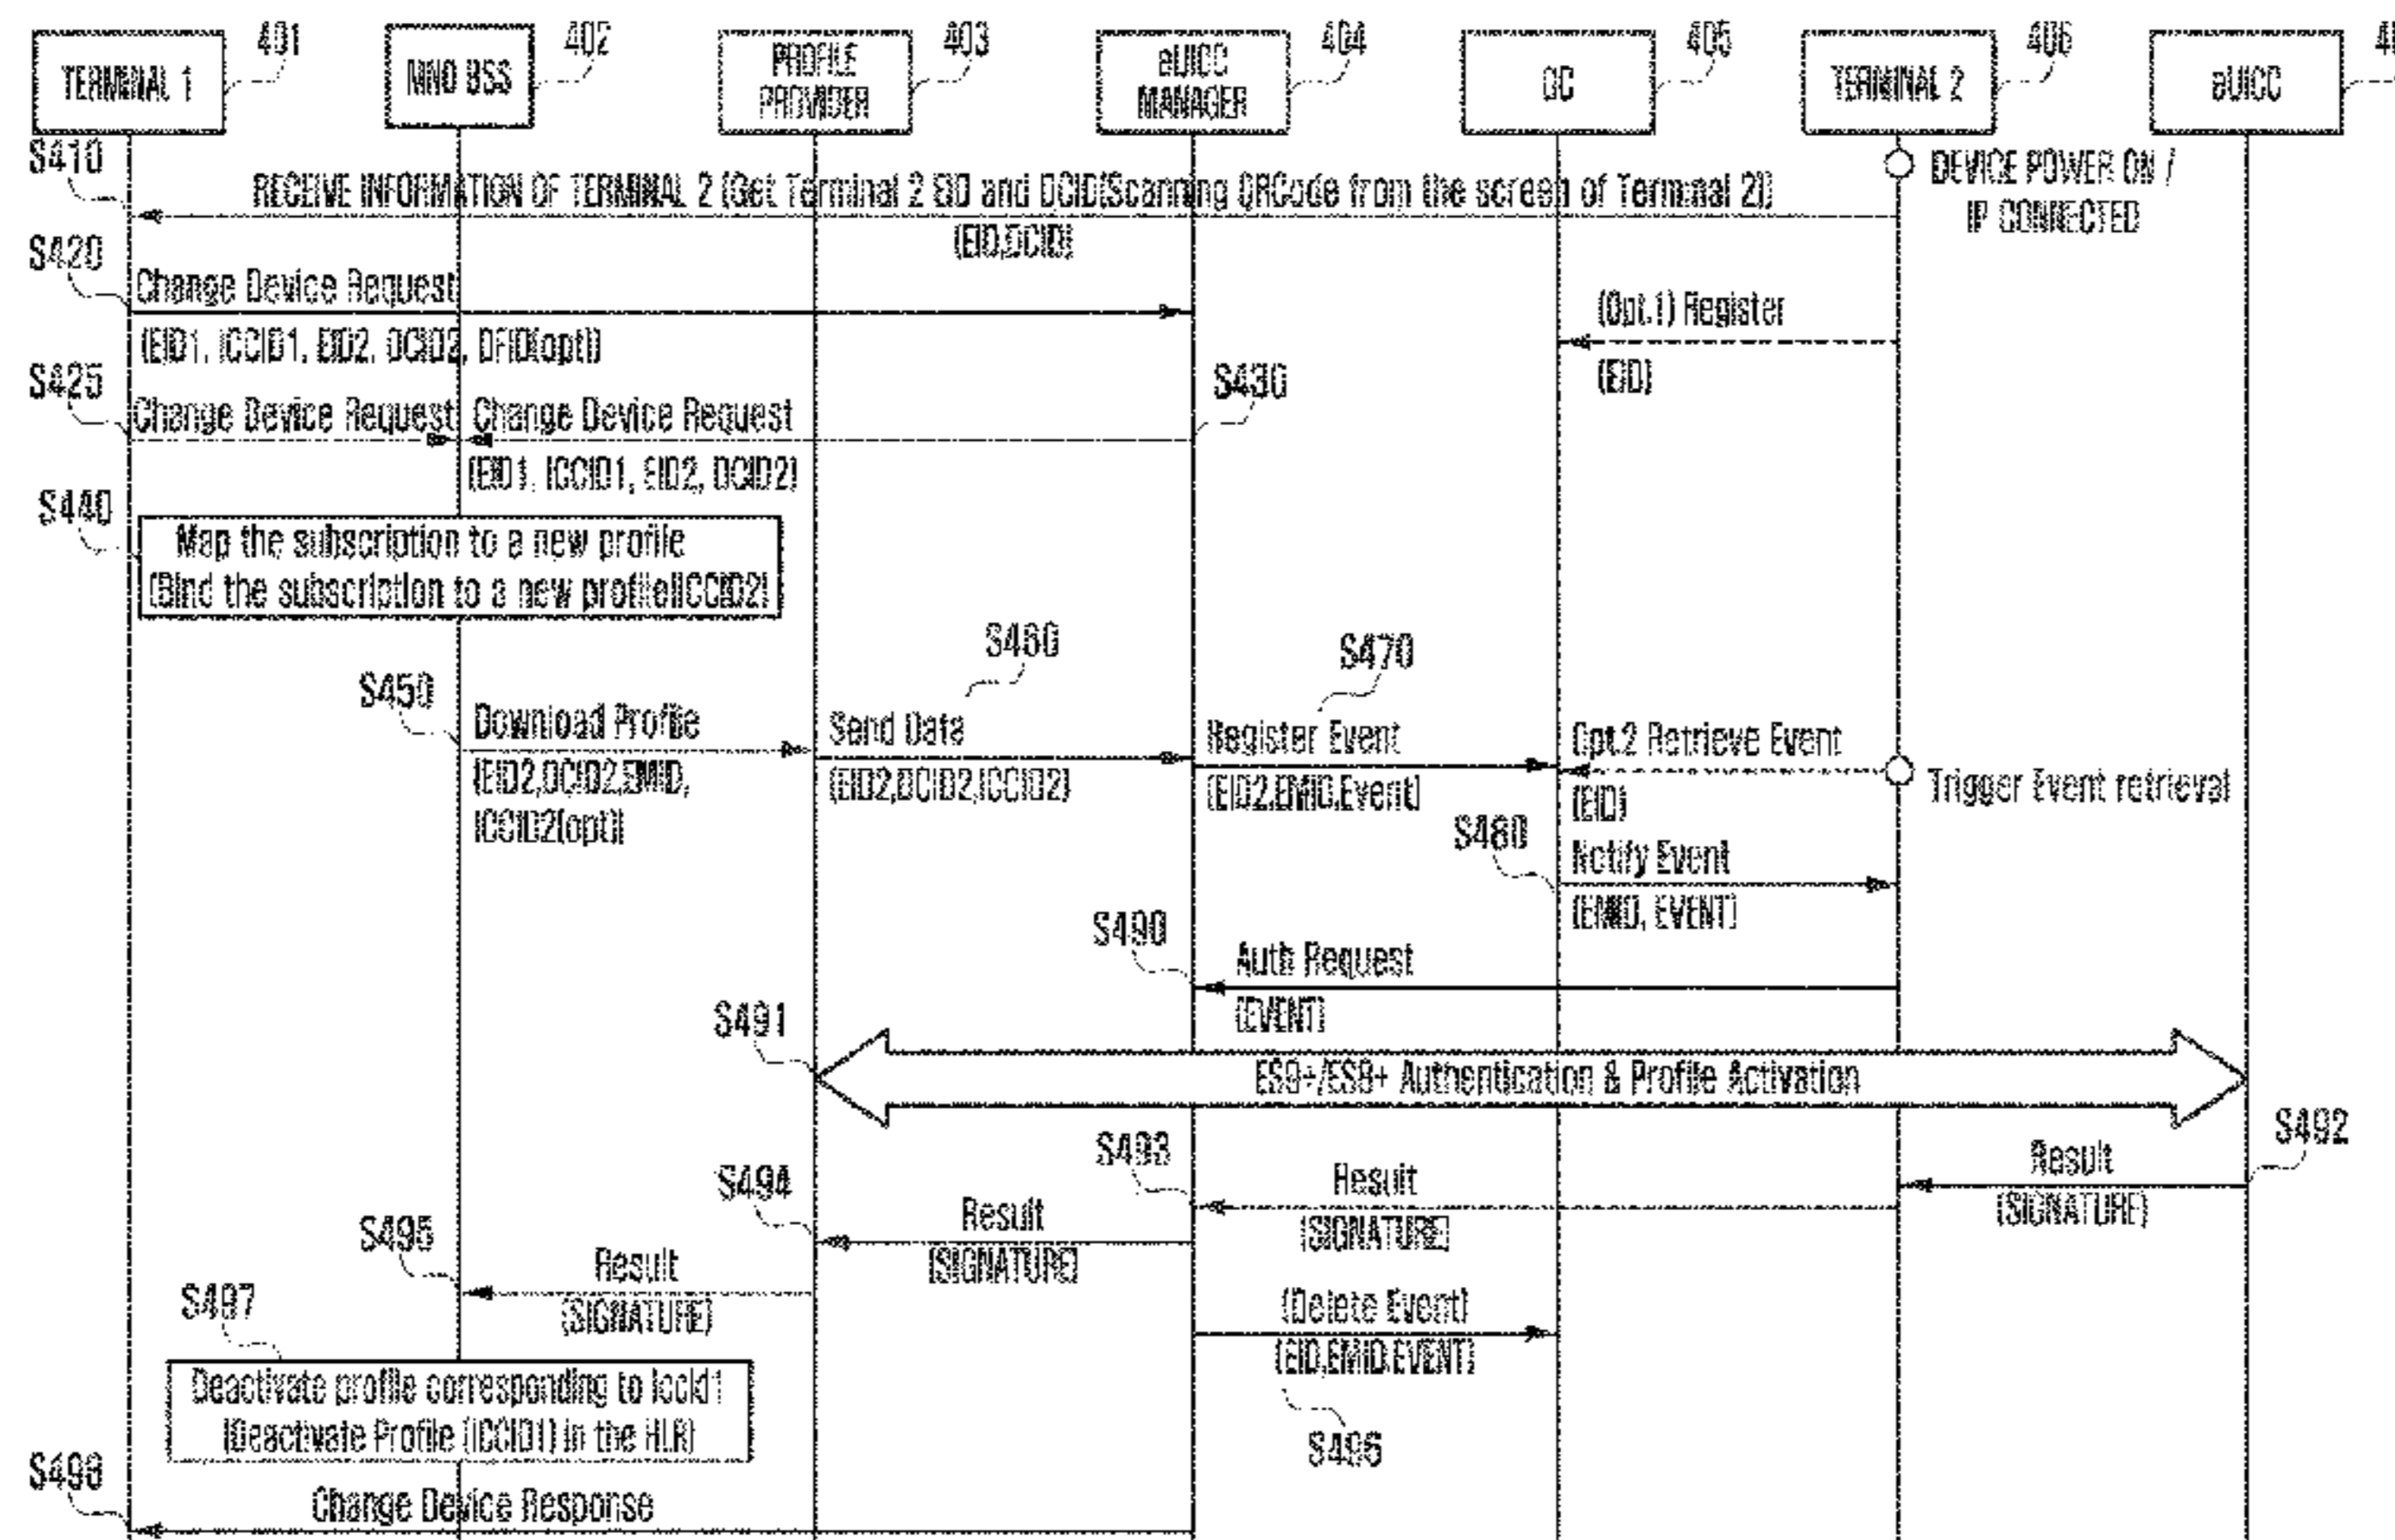 TERMINAL 1
401
MNO BSS
402
PROFILE
PROVIDER
403
eUICC
MANAGER
404
DC
405
TERMINAL 2
406
eUICC
S410
RECEIVE INFORMATION OF TERMINAL 2 (Get Terminal 2 EID and DCID(Scanning QRCode from the screen of Terminal 2))
(EID,DCID)
DEVICE POWER ON /
IP CONNECTED
S420
Change Device Request
(EID1, ICCID1, EID2, DCID2, DFID(opt))
(Opt.1) Register
(EID)
S425
Change Device Request
Change Device Request
S430
(EID1, ICCID1, EID2, DCID2)
S440
Map the subscription to a new profile
(Bind the subscription to a new profile(ICCID2)
S450
Download Profile
(EID2,DCID2,EMID,
ICCID2(opt))
S460
Send Data
(EID2,DCID2,ICCID2)
S470
Register Event
(EID2,EMID,Event)
Opt.2 Retrieve Event
(EID)
Trigger Event retrieval
S480
Notify Event
(EMID, EVENT)
S490
Auth Request
(EVENT)
S491
ES9+/ES8+ Authentication & Profile Activation
S492
Result
(SIGNATURE)
S493
Result
(SIGNATURE)
S494
Result
(SIGNATURE)
S495
Result
(SIGNATURE)
(Delete Event)
(EID,EMID,EVENT)
S496
S497
Deactivate profile corresponding to Iccid1
(Deactivate Profile (ICCID1) in the HLR)
S498
Change Device Response